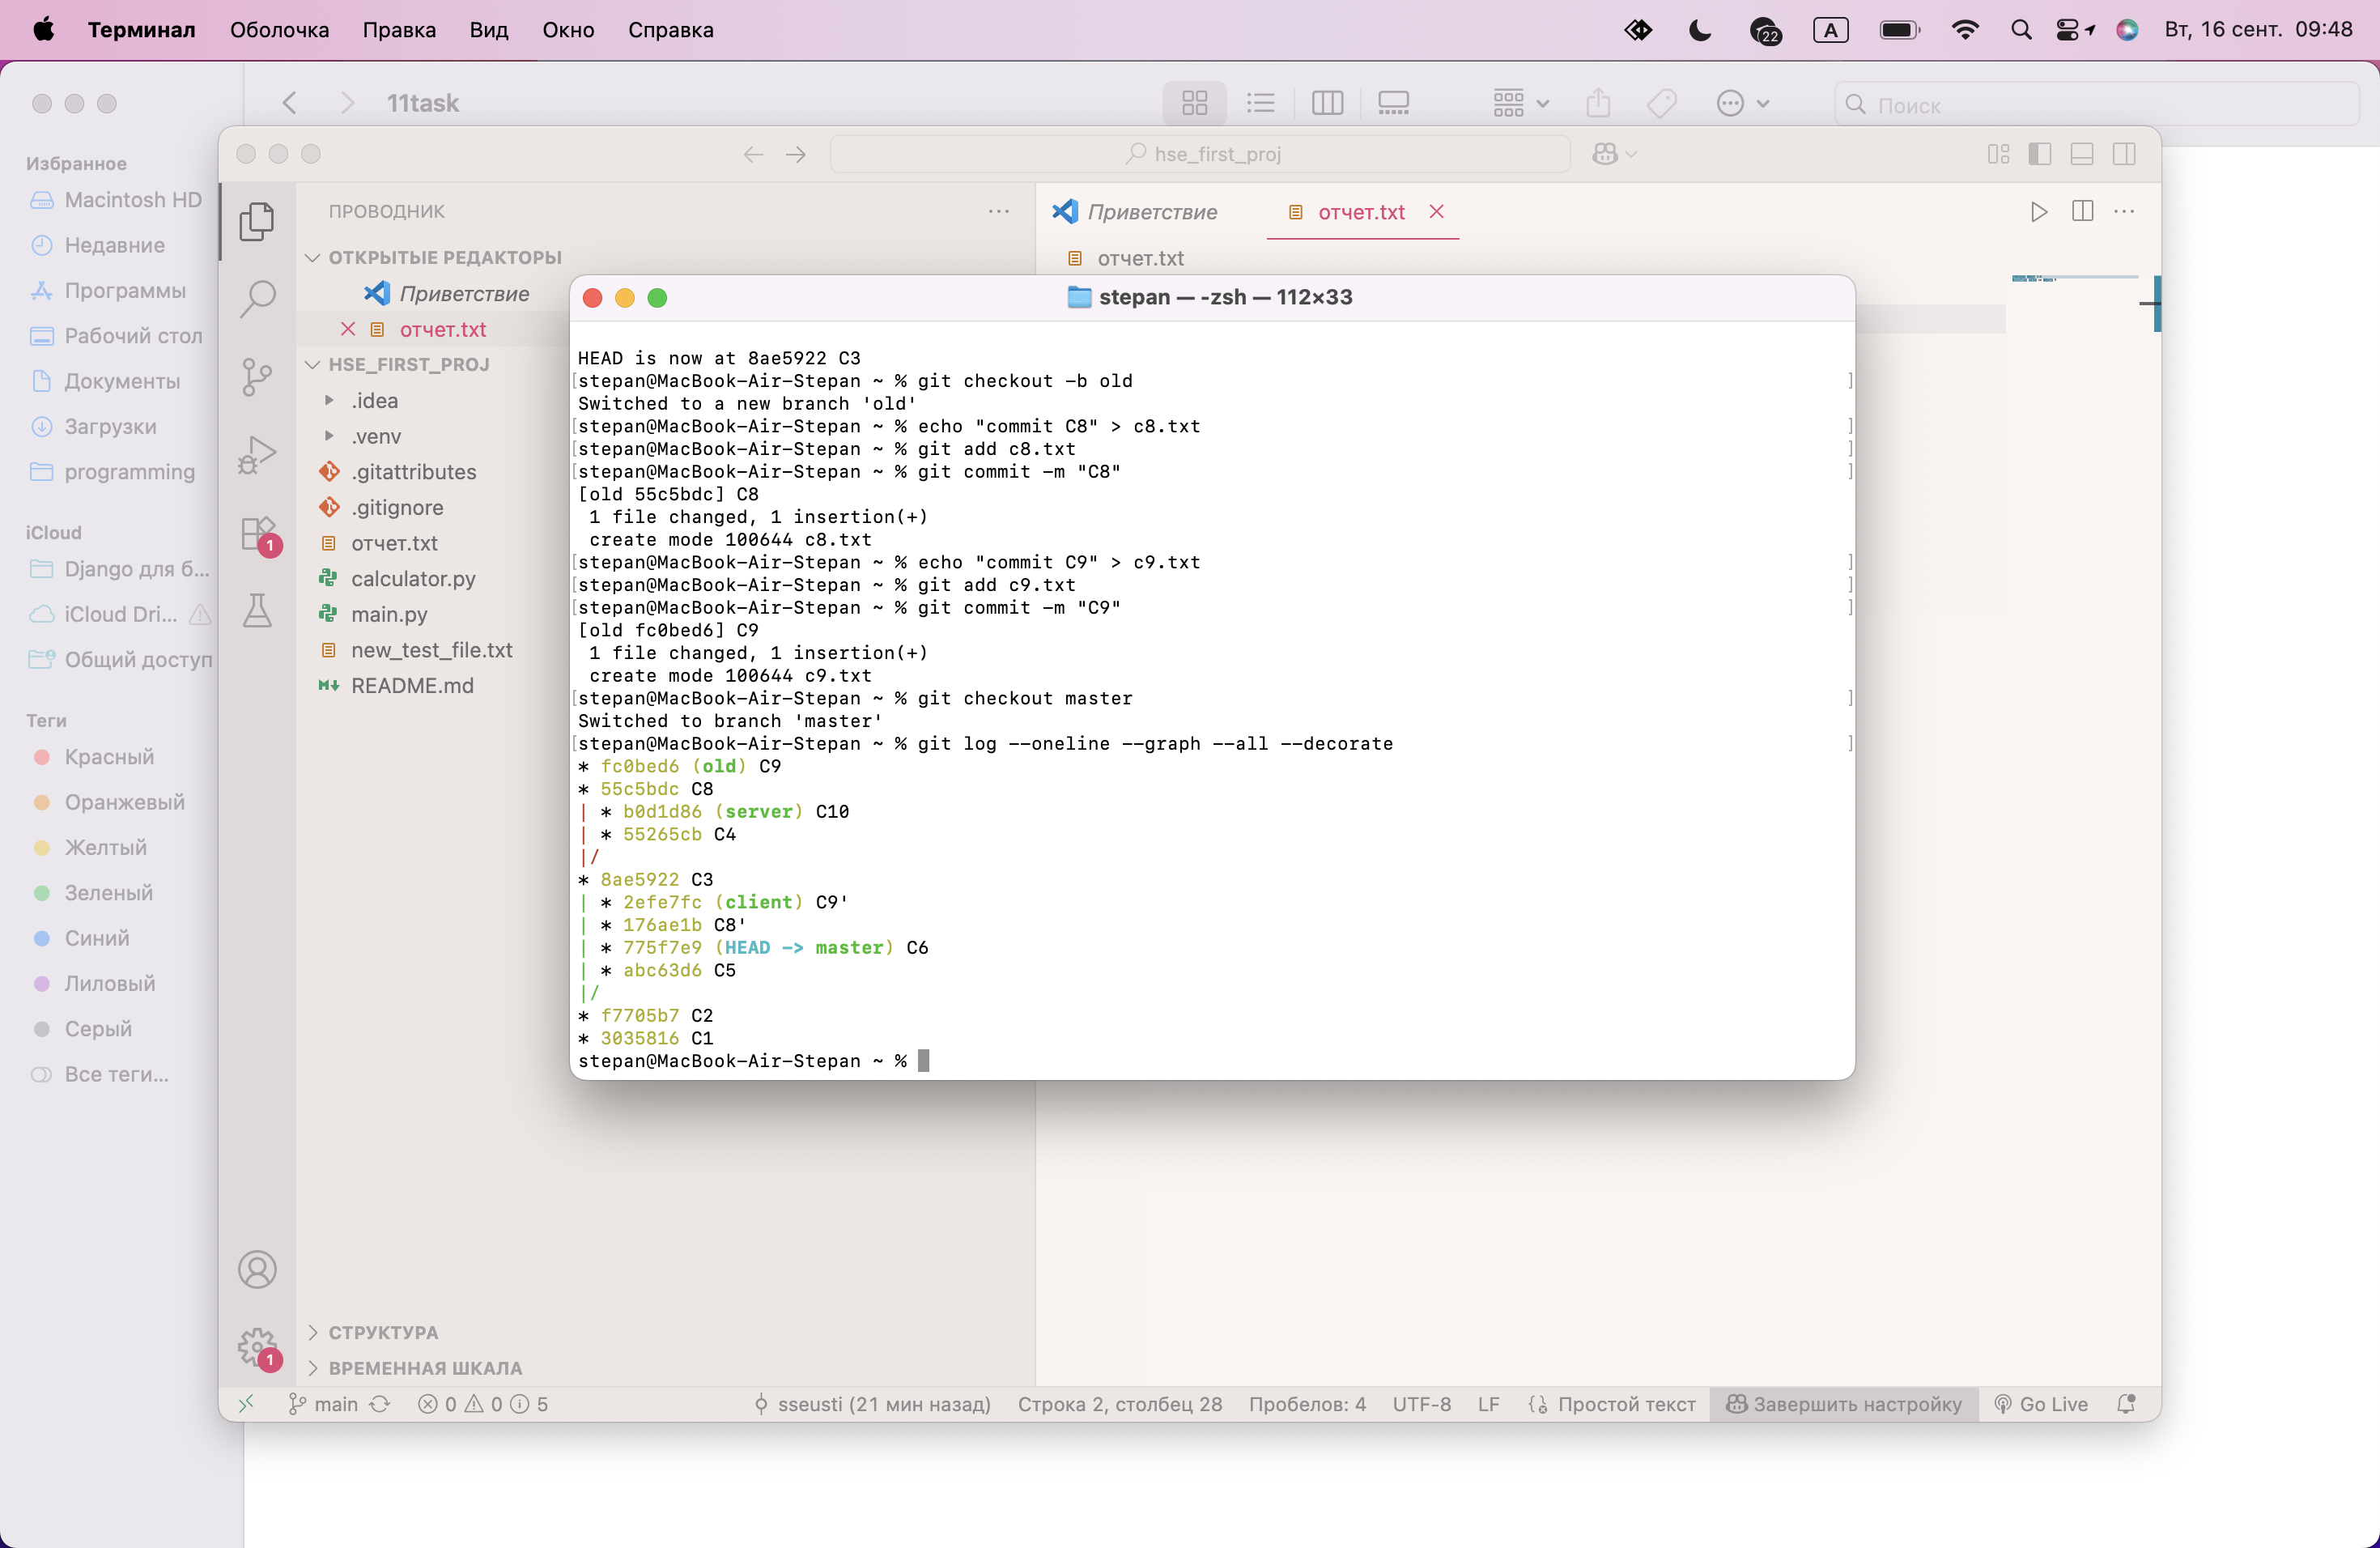 Терминал Оболочка Правка Вид Окно Справка 22 A Вт, 16 сент. 09:48
11task Поиск
Избранное
Macintosh HD
Недавние
Программы
Рабочий стол
Документы
Загрузки
programming
iCloud
Django для б...
iCloud Dri...
Общий доступ
Теги
Красный
Оранжевый
Желтый
Зеленый
Синий
Лиловый
Серый
Все теги...
hse_first_proj
ПРОВОДНИК
ОТКРЫТЫЕ РЕДАКТОРЫ
Приветствие
отчет.txt
HSE_FIRST_PROJ
.idea
.venv
.gitattributes
.gitignore
отчет.txt
calculator.py
main.py
new_test_file.txt
README.md
1
СТРУКТУРА
ВРЕМЕННАЯ ШКАЛА
1
Приветствие отчет.txt
отчет.txt
stepan — -zsh — 112×33
HEAD is now at 8ae5922 C3
[stepan@MacBook-Air-Stepan ~ % git checkout -b old ]
Switched to a new branch 'old'
[stepan@MacBook-Air-Stepan ~ % echo "commit C8" > c8.txt ]
[stepan@MacBook-Air-Stepan ~ % git add c8.txt ]
[stepan@MacBook-Air-Stepan ~ % git commit -m "C8" ]
[old 55c5bdc] C8
 1 file changed, 1 insertion(+)
 create mode 100644 c8.txt
[stepan@MacBook-Air-Stepan ~ % echo "commit C9" > c9.txt ]
[stepan@MacBook-Air-Stepan ~ % git add c9.txt ]
[stepan@MacBook-Air-Stepan ~ % git commit -m "C9" ]
[old fc0bed6] C9
 1 file changed, 1 insertion(+)
 create mode 100644 c9.txt
[stepan@MacBook-Air-Stepan ~ % git checkout master ]
Switched to branch 'master'
[stepan@MacBook-Air-Stepan ~ % git log --oneline --graph --all --decorate ]
* fc0bed6 (old) C9
* 55c5bdc C8
| * b0d1d86 (server) C10
| * 55265cb C4
|/
* 8ae5922 C3
| * 2efe7fc (client) C9'
| * 176ae1b C8'
| * 775f7e9 (HEAD -> master) C6
| * abc63d6 C5
|/
* f7705b7 C2
* 3035816 C1
stepan@MacBook-Air-Stepan ~ %
main 0 0 5 sseusti (21 мин назад) Строка 2, столбец 28 Пробелов: 4 UTF-8 LF Простой текст Завершить настройку Go Live